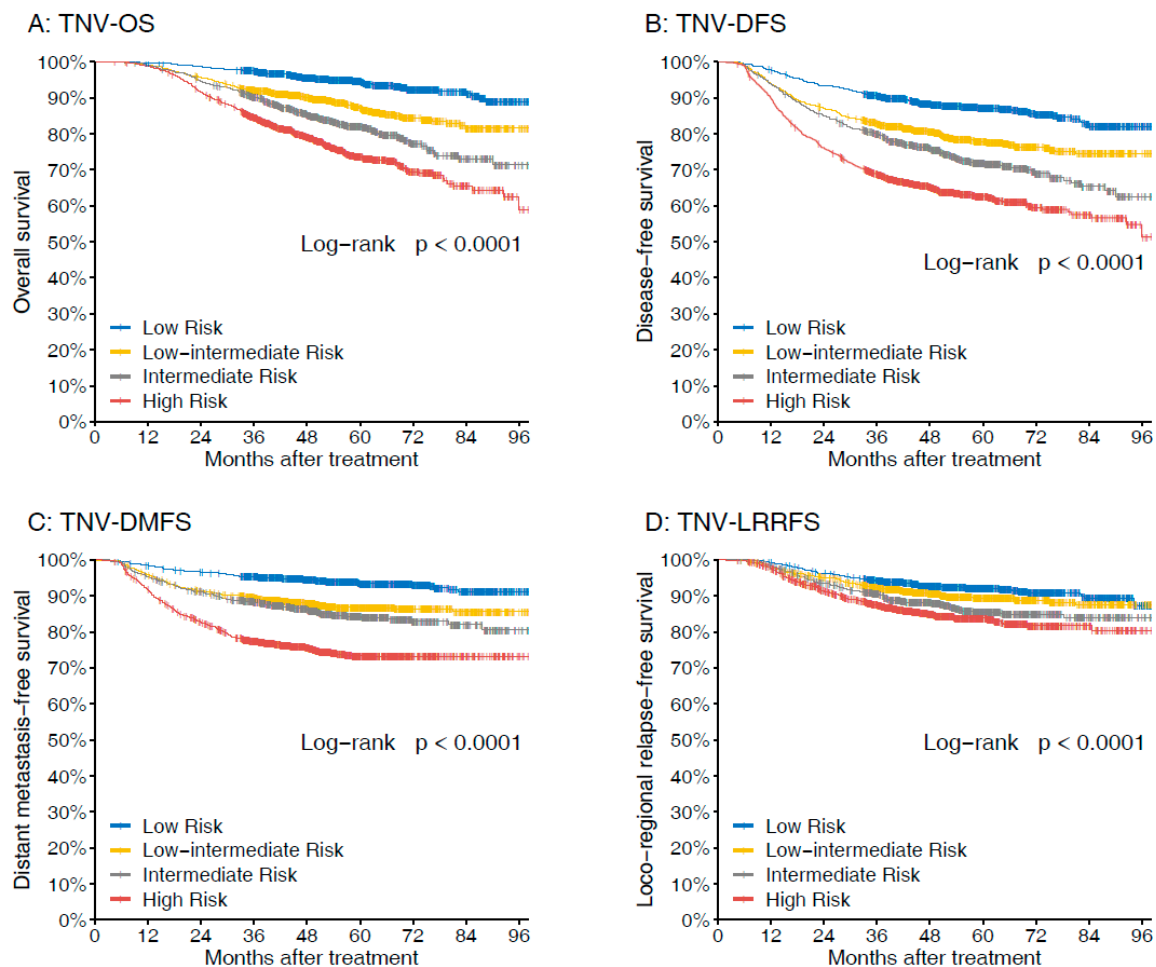 A: TNV-OS
100%
90%
80%
70%
60%
50%
40%
30%
20%
10%
0%
Overall survival
Log-rank p < 0.0001
Low Risk
Low-intermediate Risk
Intermediate Risk
High Risk
0 12 24 36 48 60 72 84 96
Months after treatment
B: TNV-DFS
100%
90%
80%
70%
60%
50%
40%
30%
20%
10%
0%
Disease-free survival
Log-rank p < 0.0001
Low Risk
Low-intermediate Risk
Intermediate Risk
High Risk
0 12 24 36 48 60 72 84 96
Months after treatment
C: TNV-DMFS
100%
90%
80%
70%
60%
50%
40%
30%
20%
10%
0%
Distant metastasis-free survival
Log-rank p < 0.0001
Low Risk
Low-intermediate Risk
Intermediate Risk
High Risk
0 12 24 36 48 60 72 84 96
Months after treatment
D: TNV-LRRFS
100%
90%
80%
70%
60%
50%
40%
30%
20%
10%
0%
Loco-regional relapse-free survival
Log-rank p < 0.0001
Low Risk
Low-intermediate Risk
Intermediate Risk
High Risk
0 12 24 36 48 60 72 84 96
Months after treatment